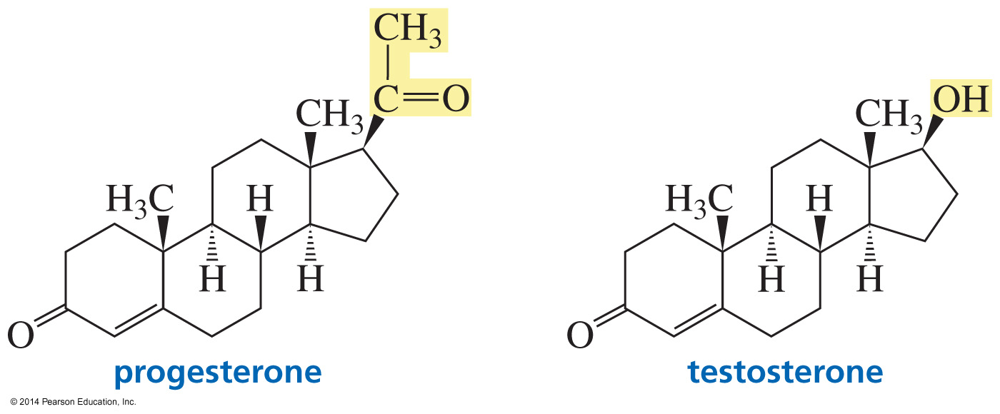 CH₃
C=O
CH₃
H₃C
H
H
H
O
progesterone
OH
CH₃
H₃C
H
H
H
O
testosterone
© 2014 Pearson Education, Inc.